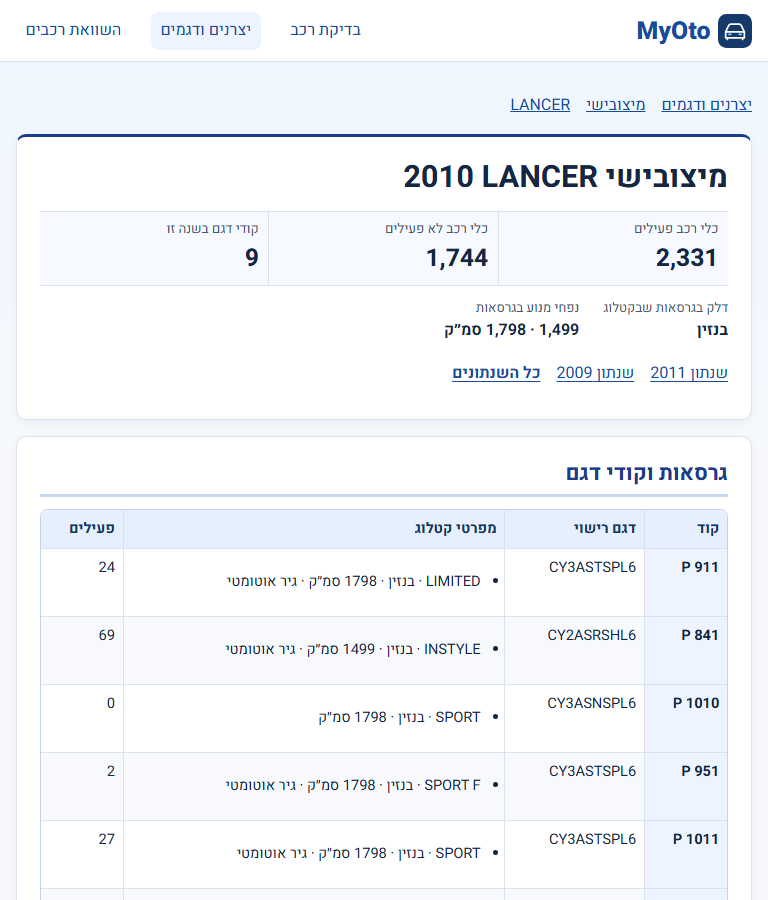 MyOto
בדיקת רכב
יצרנים ודגמים
השוואת רכבים
יצרנים ודגמים מיצובישי LANCER
מיצובישי LANCER 2010
כלי רכב פעילים
2,331
כלי רכב לא פעילים
1,744
קודי דגם בשנה זו
9
דלק בגרסאות שבקטלוג
בנזין
נפחי מנוע בגרסאות
1,499 · 1,798 סמ״ק
שנתון 2011 שנתון 2009 כל השנתונים
גרסאות וקודי דגם
קוד דגם רישוי מפרטי קטלוג פעילים
P 911 CY3ASTSPL6 • LIMITED · בנזין · 1798 סמ״ק · גיר אוטומטי 24
P 841 CY2ASRSHL6 • INSTYLE · בנזין · 1499 סמ״ק · גיר אוטומטי 69
P 1010 CY3ASNSPL6 • SPORT · בנזין · 1798 סמ״ק 0
P 951 CY3ASTSPL6 • SPORT F · בנזין · 1798 סמ״ק · גיר אוטומטי 2
P 1011 CY3ASTSPL6 • SPORT · בנזין · 1798 סמ״ק · גיר אוטומטי 27